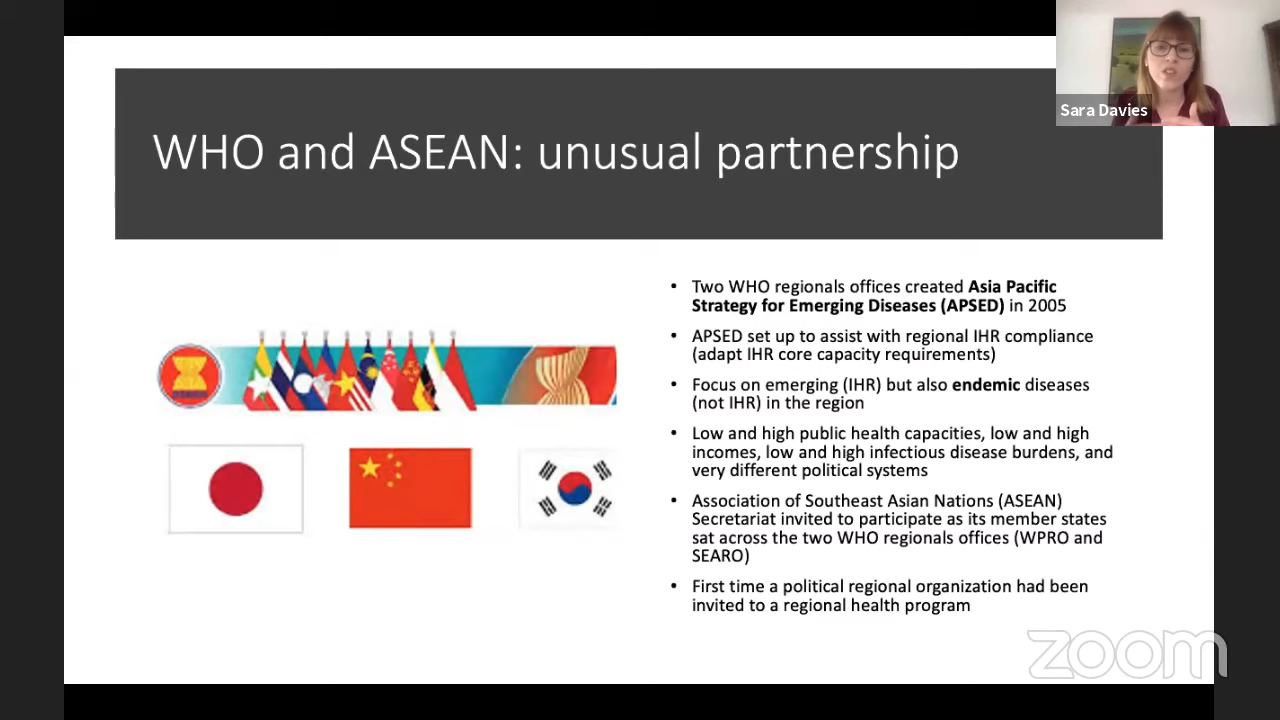 Sara Davies
WHO and ASEAN: unusual partnership
• Two WHO regionals offices created Asia Pacific
Strategy for Emerging Diseases (APSED) in 2005
• APSED set up to assist with regional IHR compliance
(adapt IHR core capacity requirements)
• Focus on emerging (IHR) but also endemic diseases
(not IHR) in the region
• Low and high public health capacities, low and high
incomes, low and high infectious disease burdens, and
very different political systems
• Association of Southeast Asian Nations (ASEAN)
Secretariat invited to participate as its member states
sat across the two WHO regionals offices (WPRO and
SEARO)
• First time a political regional organization had been
invited to a regional health program
zoom